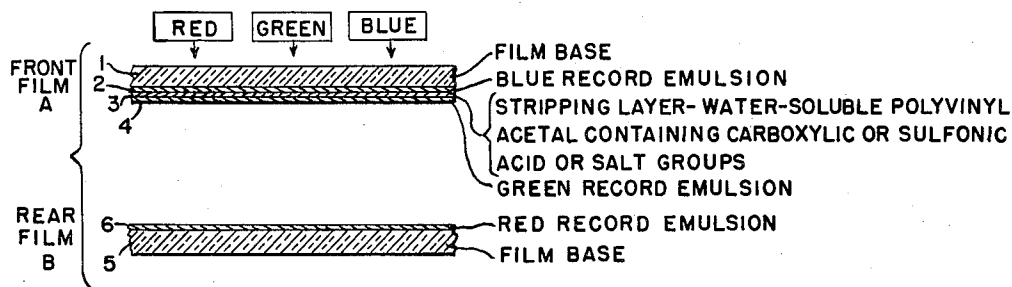 RED GREEN BLUE
FRONT
FILM
A
1
2
3
4
FILM BASE
BLUE RECORD EMULSION
STRIPPING LAYER-WATER-SOLUBLE POLYVINYL
ACETAL CONTAINING CARBOXYLIC OR SULFONIC
ACID OR SALT GROUPS
GREEN RECORD EMULSION
REAR
FILM
B
6
5
RED RECORD EMULSION
FILM BASE